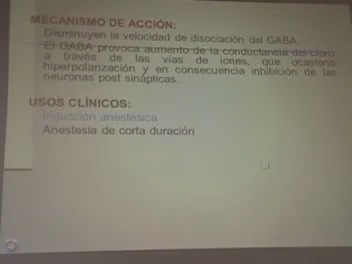 MECANISMO DE ACCIÓN:
Disminuyen la velocidad de disociación del GABA.
El GABA provoca aumento de la conductancia del cloro
a través de las vías de iones, que ocasiona
hiperpolarización y en consecuencia inhibición de las
neuronas post sinápticas.
USOS CLÍNICOS:
Inducción anestésica
Anestesia de corta duración